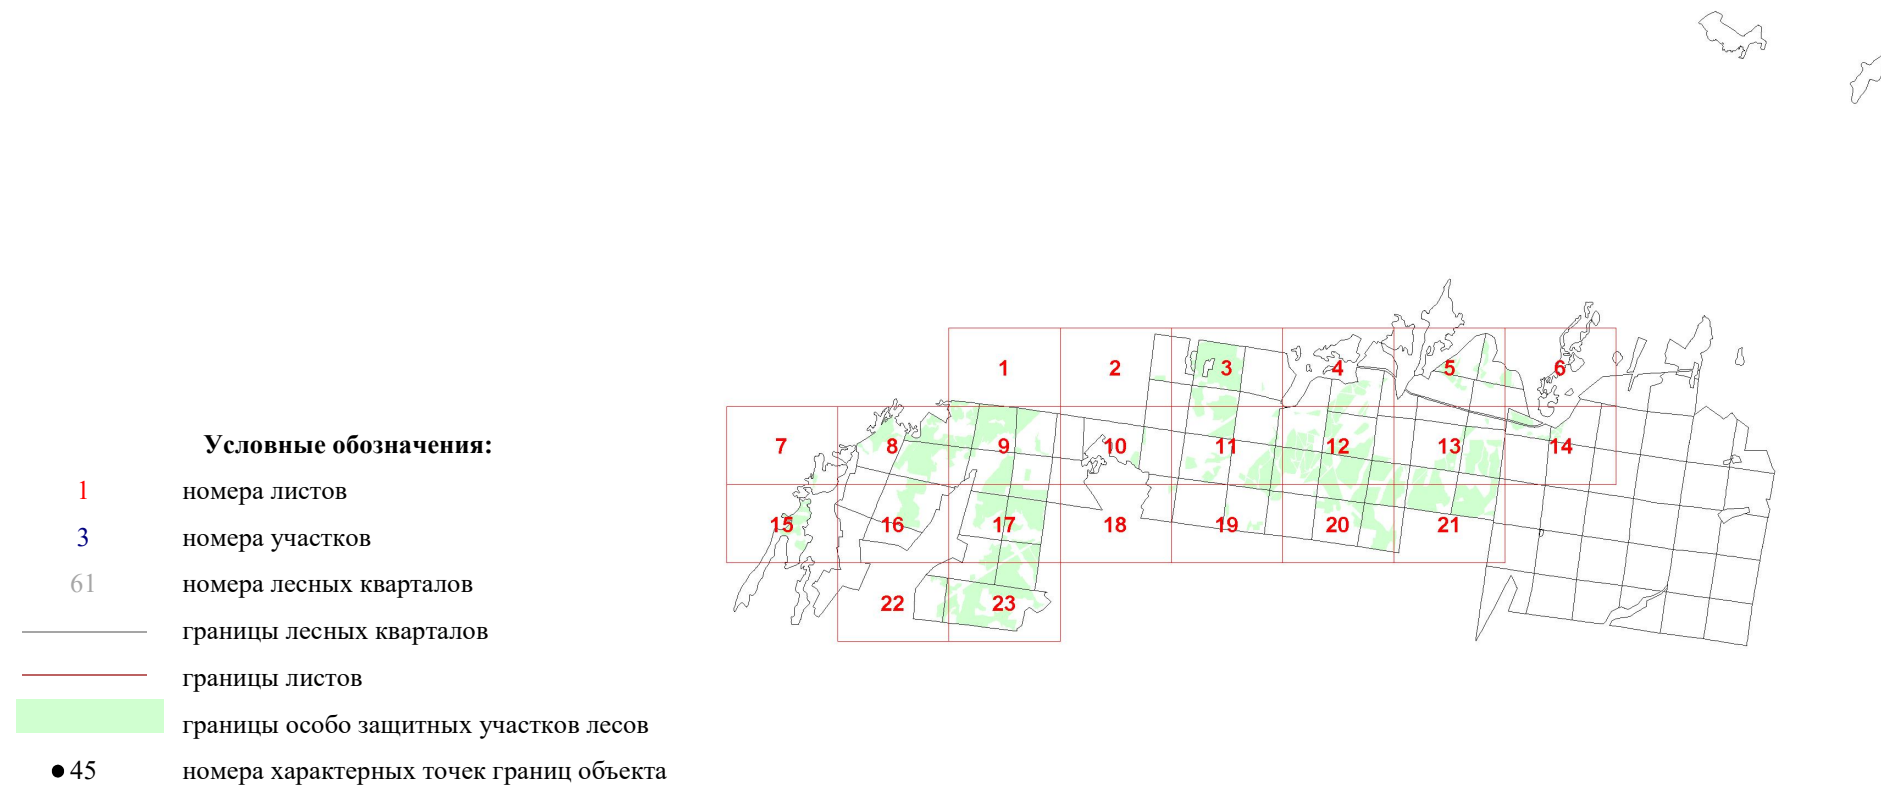 Условные обозначения:
1 номера листов
3 номера участков
61 номера лесных кварталов
границы лесных кварталов
границы листов
границы особо защитных участков лесов
45 номера характерных точек границ объекта
1 2 3 4 5 6
7 8 9 10 11 12 13 14
15 16 17 18 19 20 21
22 23